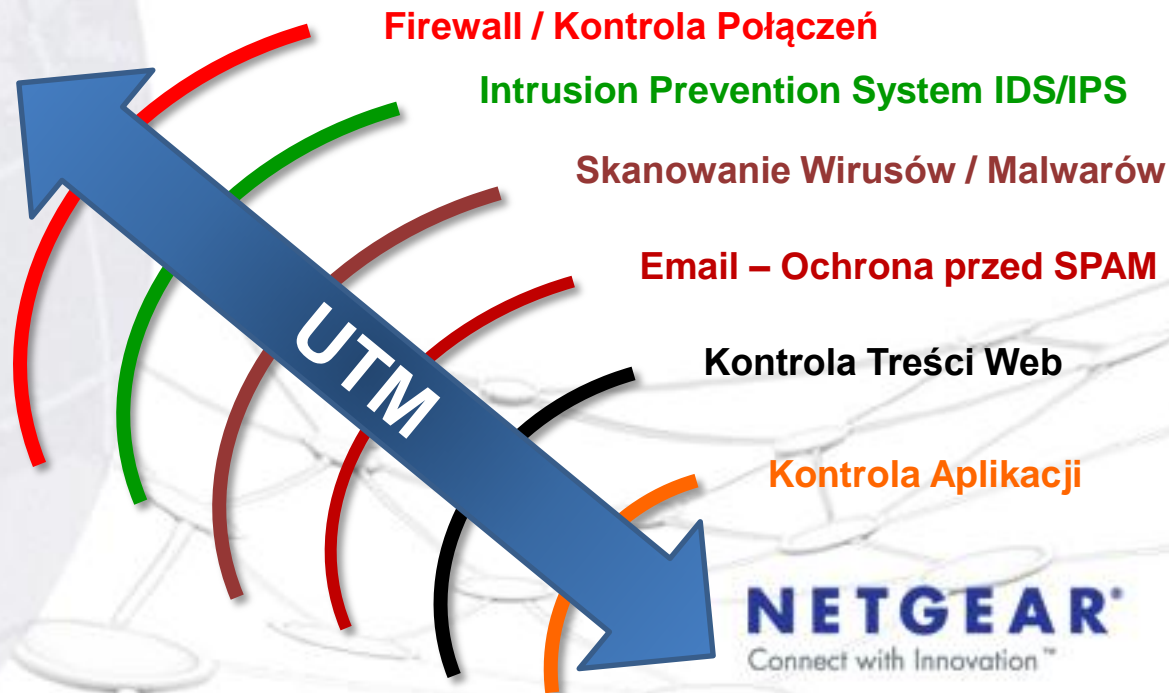 Firewall / Kontrola Połączeń
Intrusion Prevention System IDS/IPS
Skanowanie Wirusów / Malwarów
Email – Ochrona przed SPAM
UTM
Kontrola Treści Web
Kontrola Aplikacji
NETGEAR®
Connect with Innovation™